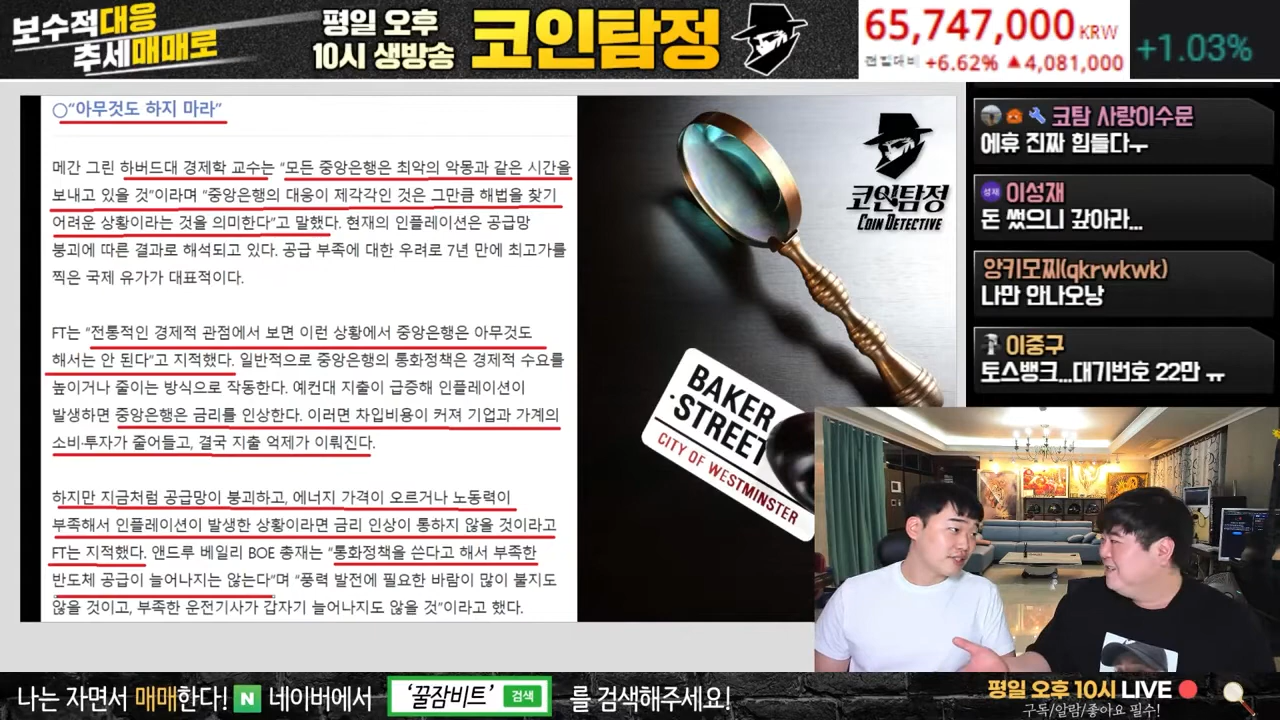 보수적대응
추세매매로
평일 오후
10시 생방송
코인탐정
65,747,000 KRW
전일대비 +6.62% ▲4,081,000
+1.03%
○“아무것도 하지 마라”
메간 그린 하버드대 경제학 교수는 “모든 중앙은행은 최악의 악몽과 같은 시간을
보내고 있을 것”이라며 “중앙은행의 대응이 제각각인 것은 그만큼 해법을 찾기
어려운 상황이라는 것을 의미한다”고 말했다. 현재의 인플레이션은 공급망
붕괴에 따른 결과로 해석되고 있다. 공급 부족에 대한 우려로 7년 만에 최고가를
찍은 국제 유가가 대표적이다.
FT는 “전통적인 경제적 관점에서 보면 이런 상황에서 중앙은행은 아무것도
해서는 안 된다”고 지적했다. 일반적으로 중앙은행의 통화정책은 경제적 수요를
높이거나 줄이는 방식으로 작동한다. 예컨대 지출이 급증해 인플레이션이
발생하면 중앙은행은 금리를 인상한다. 이러면 차입비용이 커져 기업과 가계의
소비·투자가 줄어들고, 결국 지출 억제가 이뤄진다.
하지만 지금처럼 공급망이 붕괴하고, 에너지 가격이 오르거나 노동력이
부족해서 인플레이션이 발생한 상황이라면 금리 인상이 통하지 않을 것이라고
FT는 지적했다. 앤드루 베일리 BOE 총재는 “통화정책을 쓴다고 해서 부족한
반도체 공급이 늘어나지는 않는다”며 “풍력 발전에 필요한 바람이 많이 불지도
않을 것이고, 부족한 운전기사가 갑자기 늘어나지도 않을 것”이라고 했다.
코인탐정
COIN DETECTIVE
BAKER
STREET
CITY OF WESTMINSTER
코탐 사랑이수문
에휴 진짜 힘들다ㅜ
성재 이성재
돈 썼으니 갚아라...
앙키모찌(qkrwkwk)
나만 안나오낭
이중구
토스뱅크...대기번호 22만 ㅠ
나는 자면서 매매한다! N 네이버에서 ‘꿀잠비트’ 검색 를 검색해주세요!
평일 오후 10시 LIVE
구독/알람/좋아요 필수!